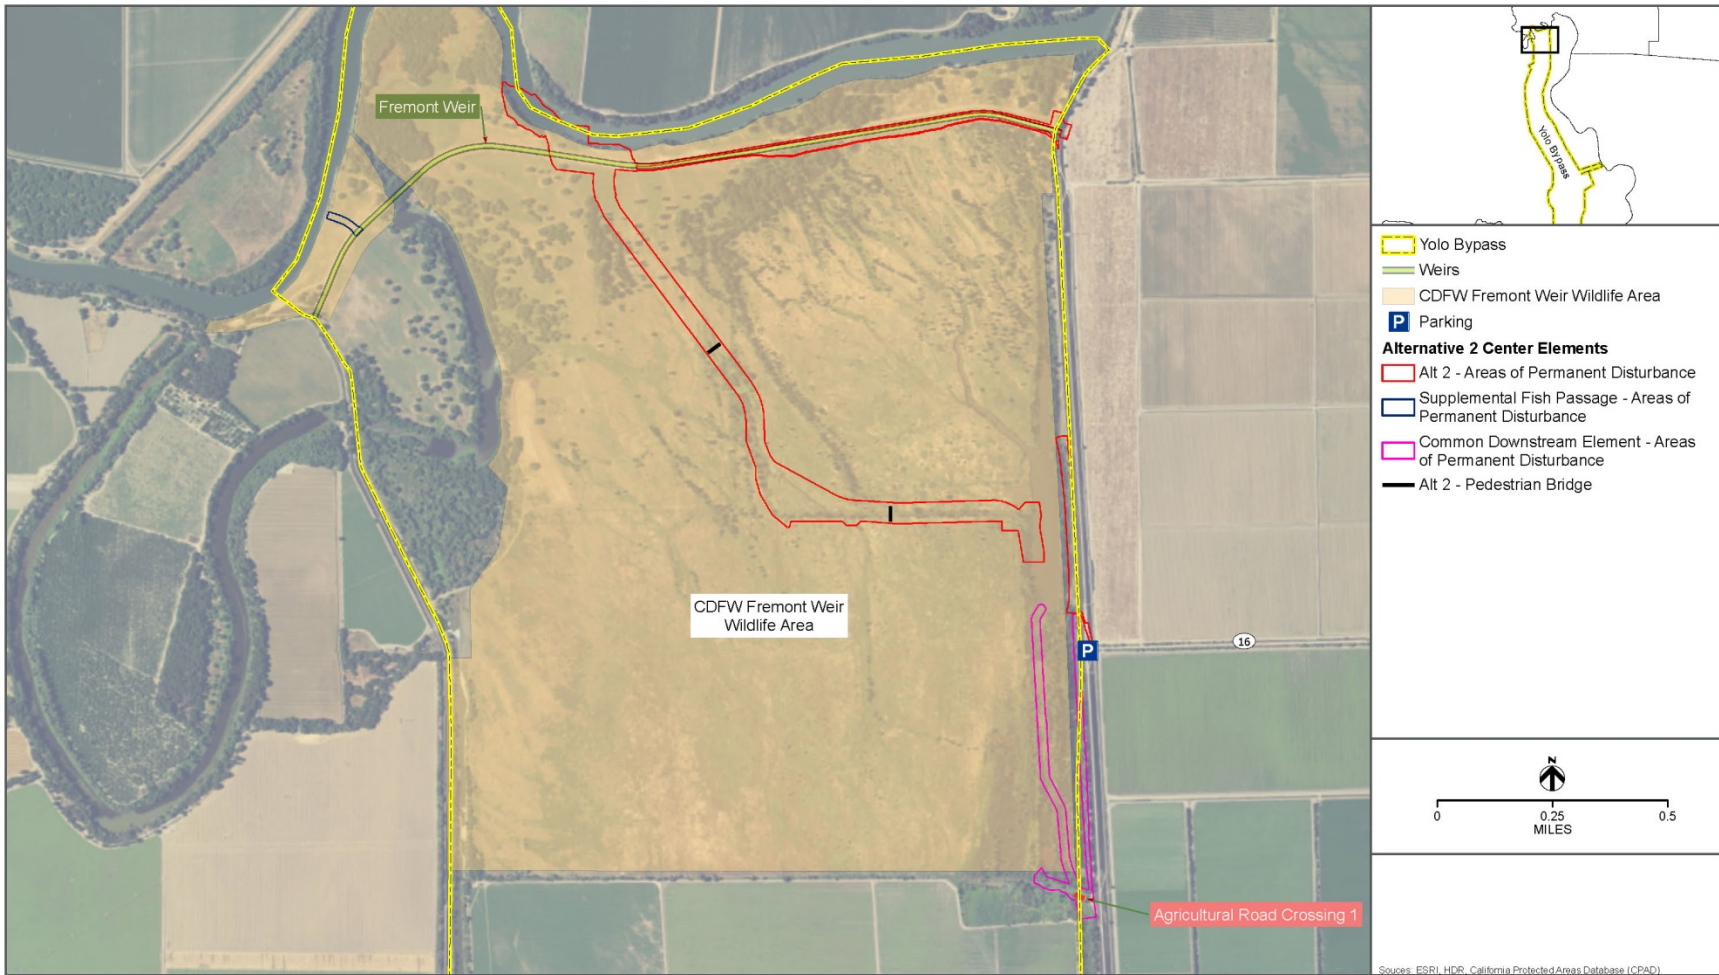 Fremont Weir
CDFW Fremont Weir
Wildlife Area
16
P
Agricultural Road Crossing 1
Yolo Bypass
Yolo Bypass
Weirs
CDFW Fremont Weir Wildlife Area
P Parking
Alternative 2 Center Elements
Alt 2 - Areas of Permanent Disturbance
Supplemental Fish Passage - Areas of
Permanent Disturbance
Common Downstream Element - Areas
of Permanent Disturbance
Alt 2 - Pedestrian Bridge
N
0 0.25 0.5
MILES
Souces: ESRI, HDR, California Protected Areas Database (CPAD)